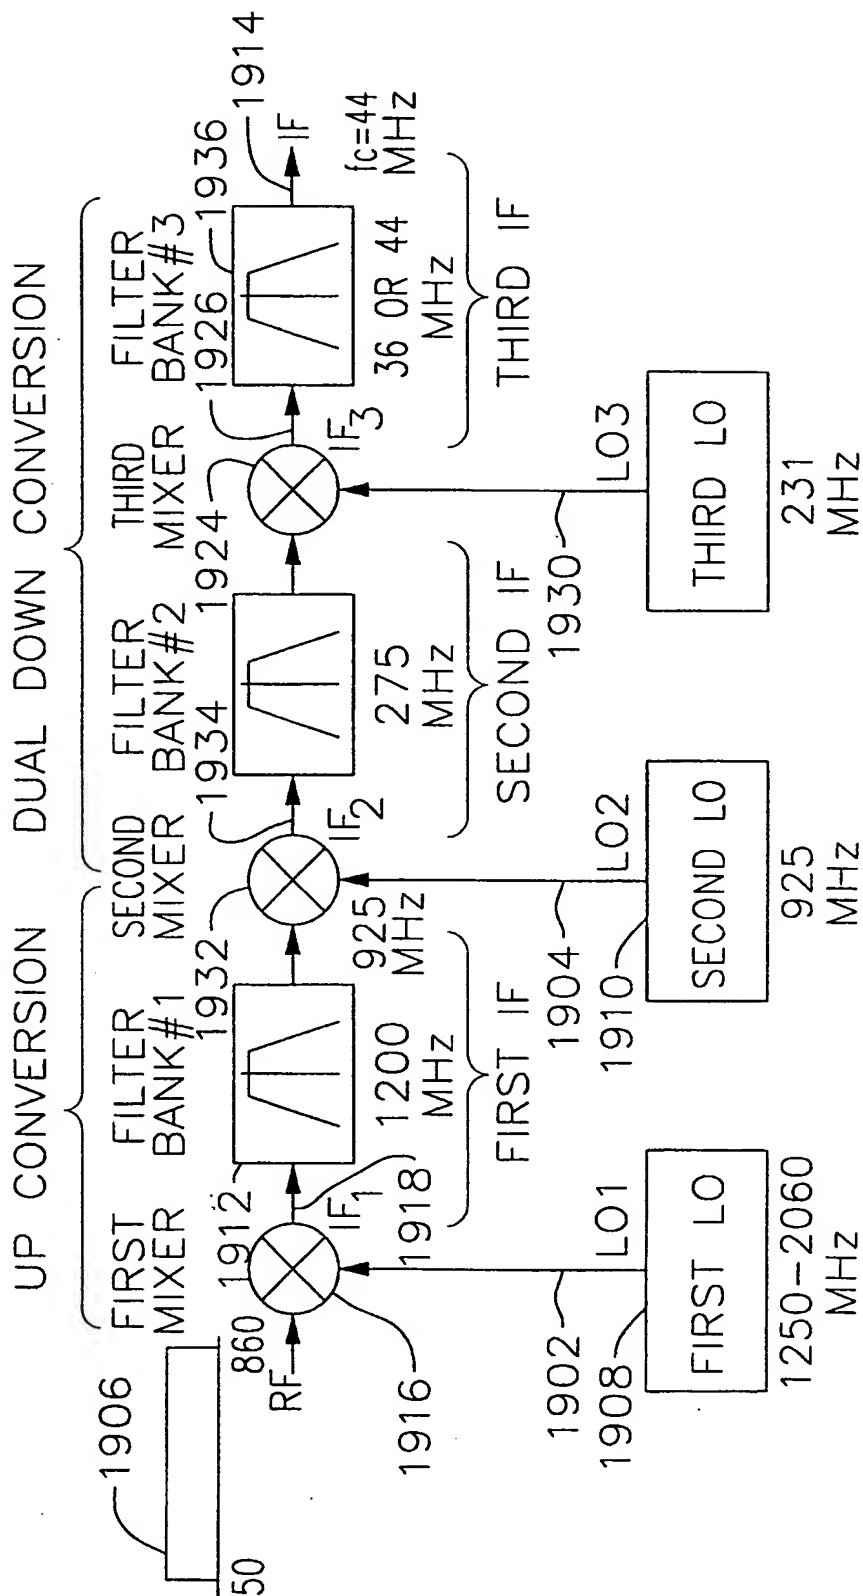 UP CONVERSION
DUAL DOWN CONVERSION
1906
50
860
RF
FIRST
MIXER
1912
1916
IF1
1918
FILTER
BANK#1
1200
MHz
FIRST IF
1932
SECOND
MIXER
925
MHz
IF2
1934
FILTER
BANK#2
275
MHz
SECOND IF
1924
THIRD
MIXER
IF3
1926
FILTER
BANK#3
1936
36 OR 44
MHz
THIRD IF
IF
1914
fc=44
MHz
1902
LO1
1908
FIRST LO
1250-2060
MHz
1904
LO2
1910
SECOND LO
925
MHz
1930
LO3
THIRD LO
231
MHz